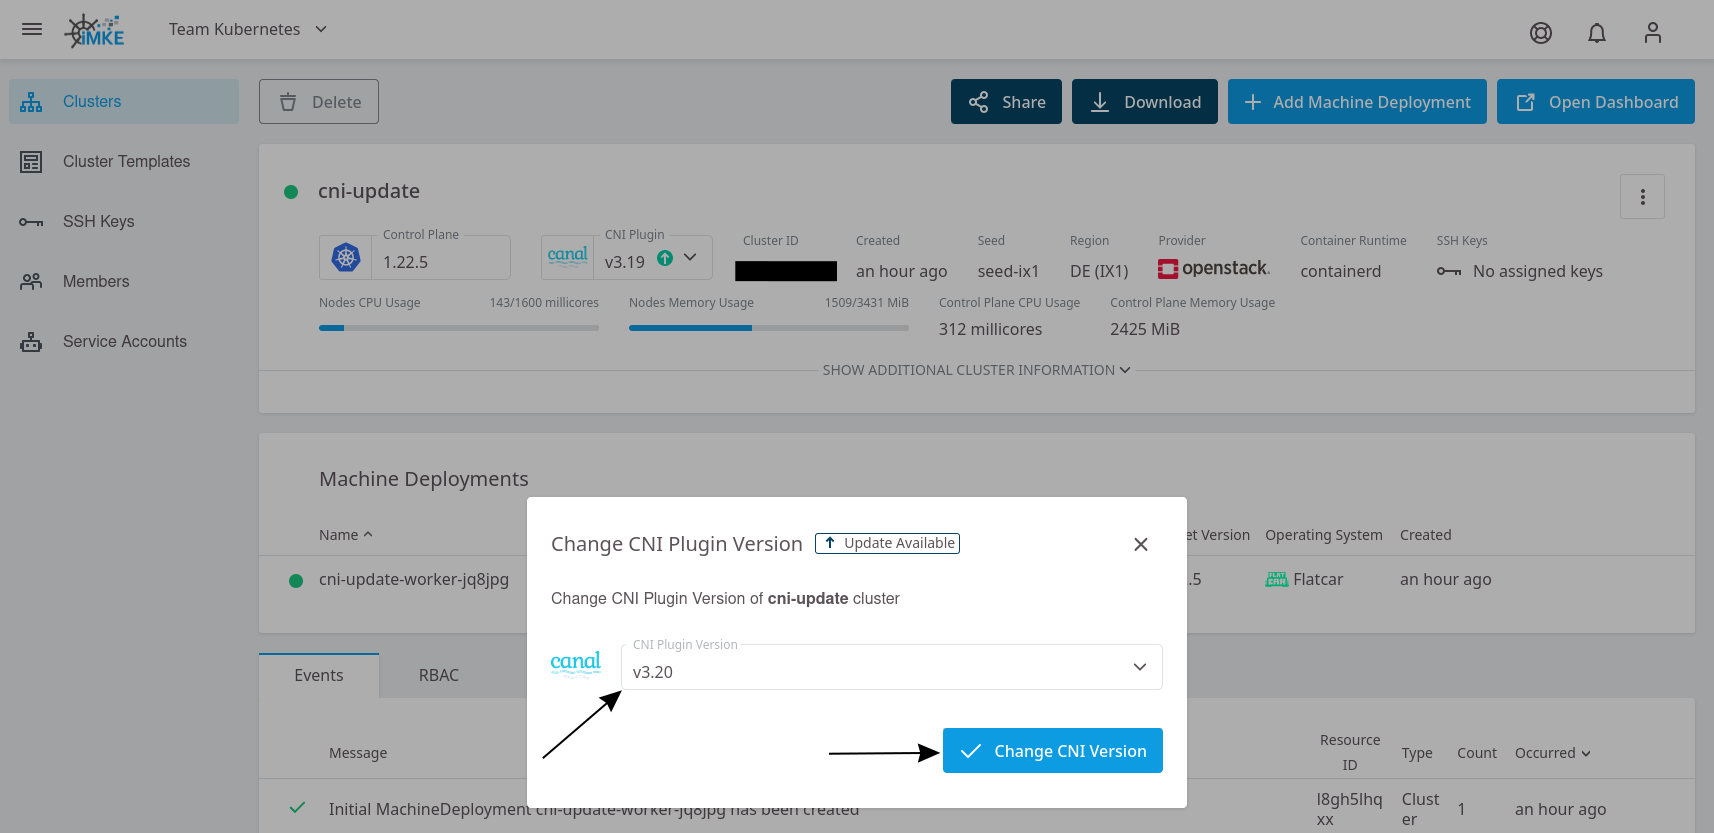 iMKE
Team Kubernetes
Clusters
Cluster Templates
SSH Keys
Members
Service Accounts
Delete
Share
Download
Add Machine Deployment
Open Dashboard
cni-update
Control Plane
1.22.5
canal
CNI Plugin
v3.19
Cluster ID
Created
an hour ago
Seed
seed-ix1
Region
DE (IX1)
Provider
openstack.
Container Runtime
containerd
SSH Keys
No assigned keys
Nodes CPU Usage
143/1600 millicores
Nodes Memory Usage
1509/3431 MiB
Control Plane CPU Usage
312 millicores
Control Plane Memory Usage
2425 MiB
SHOW ADDITIONAL CLUSTER INFORMATION
Machine Deployments
Name
et Version
Operating System
Created
cni-update-worker-jq8jpg
.5
Flatcar
an hour ago
Change CNI Plugin Version
Update Available
Change CNI Plugin Version of cni-update cluster
canal
CNI Plugin Version
v3.20
Change CNI Version
Events
RBAC
Message
Resource
ID
Type
Count
Occurred
Initial MachineDeployment cni-update-worker-jq8jpg has been created
l8gh5lhq
xx
Clust
er
1
an hour ago